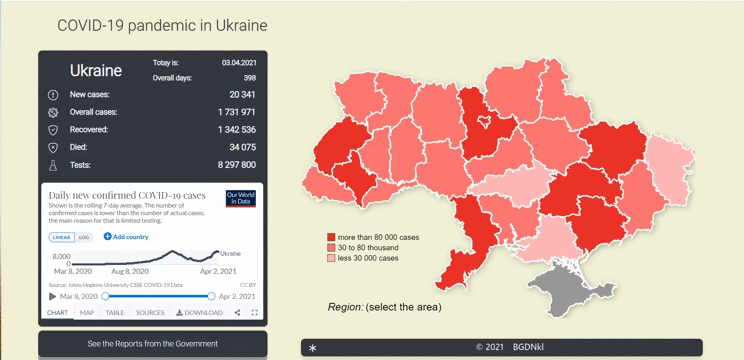 COVID-19 pandemic in Ukraine
Ukraine
Totay is: 03.04.2021
Overall days: 398
New cases: 20 341
Overall cases: 1 731 971
Recovered: 1 342 536
Died: 34 075
Tests: 8 297 800
Daily new confirmed COVID-19 cases
Shown is the rolling 7-day average. The number of
confirmed cases is lower than the number of actual cases;
the main reason for that is limited testing.
Our World
in Data
LINEAR LOG
Add country
8,000
0
Ukraine
Mar 8, 2020 Aug 8, 2020 Apr 2, 2021
Source: Johns Hopkins University CSSE COVID-19 Data CC BY
Mar 8, 2020 Apr 2, 2021
CHART MAP TABLE SOURCES DOWNLOAD
See the Reports from the Government
more than 80 000 cases
30 to 80 thousand
less 30 000 cases
Region: (select the area)
* © 2021 BGDNkl